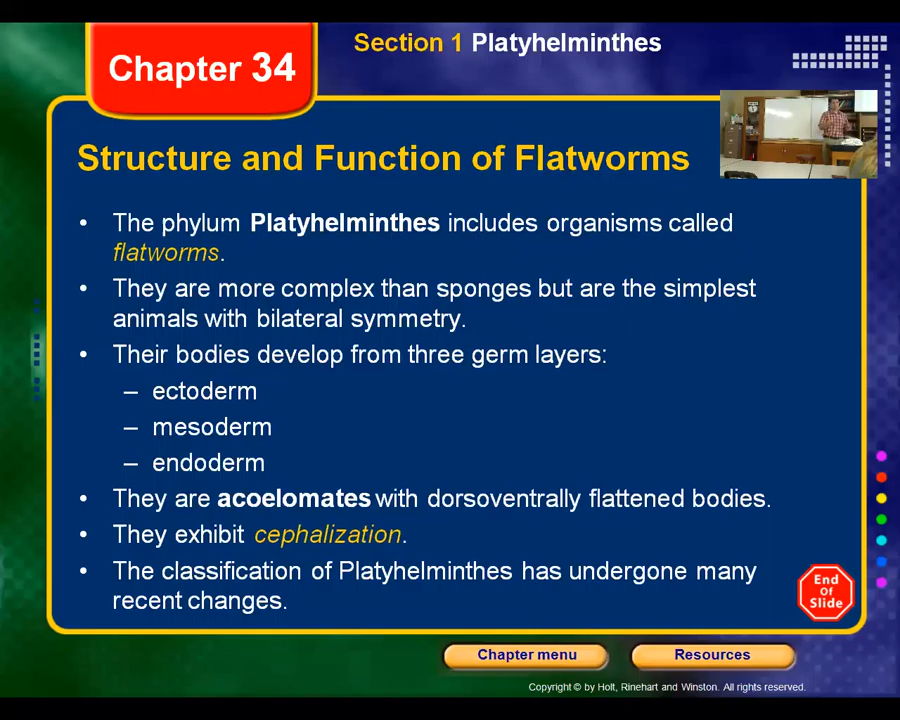 Chapter 34
Section 1 Platyhelminthes
Structure and Function of Flatworms
• The phylum Platyhelminthes includes organisms called
flatworms.
• They are more complex than sponges but are the simplest
animals with bilateral symmetry.
• Their bodies develop from three germ layers:
– ectoderm
– mesoderm
– endoderm
• They are acoelomates with dorsoventrally flattened bodies.
• They exhibit cephalization.
• The classification of Platyhelminthes has undergone many
recent changes.
End
Of
Slide
Chapter menu
Resources
Copyright © by Holt, Rinehart and Winston. All rights reserved.